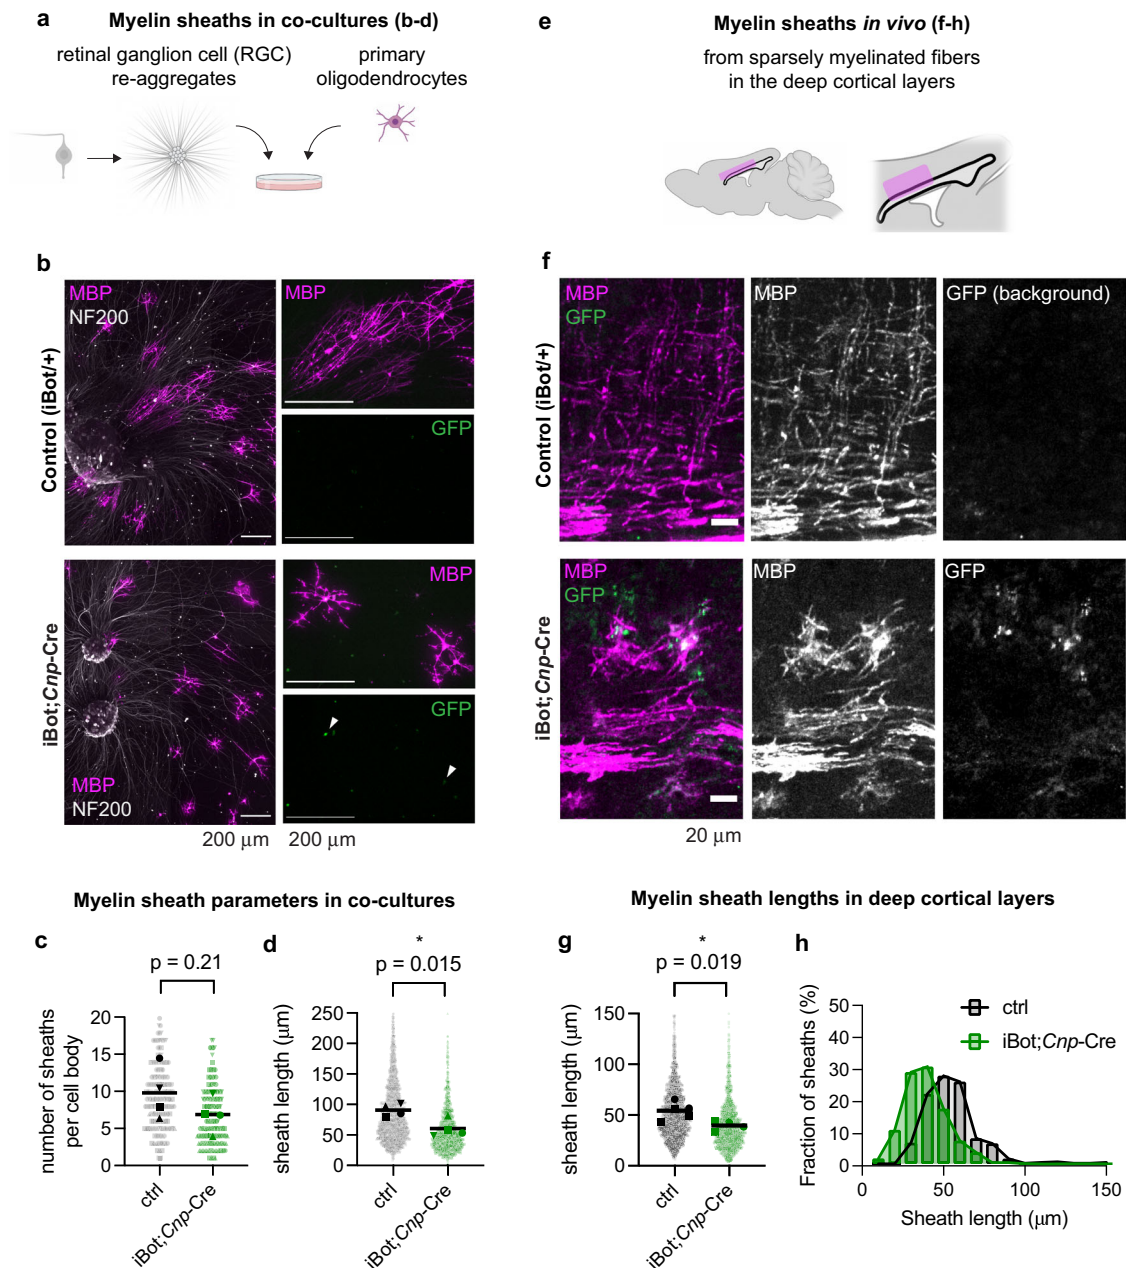 a
Myelin sheaths in co-cultures (b-d)
retinal ganglion cell (RGC)
re-aggregates
primary
oligodendrocytes
e
Myelin sheaths in vivo (f-h)
from sparsely myelinated fibers
in the deep cortical layers
b
Control (iBot/+)
MBP
NF200
MBP
GFP
iBot;Cnp-Cre
MBP
NF200
MBP
GFP
200 μm
200 μm
f
Control (iBot/+)
MBP
GFP
MBP
GFP (background)
iBot;Cnp-Cre
MBP
GFP
MBP
GFP
20 μm
Myelin sheath parameters in co-cultures
c
p = 0.21
number of sheaths
per cell body
20
15
10
5
0
ctrl
iBot;Cnp-Cre
d
*
p = 0.015
sheath length (μm)
250
200
150
100
50
0
ctrl
iBot;Cnp-Cre
Myelin sheath lengths in deep cortical layers
g
*
p = 0.019
sheath length (μm)
150
100
50
0
ctrl
iBot;Cnp-Cre
h
Fraction of sheaths (%)
50
40
30
20
10
0
ctrl
iBot;Cnp-Cre
0
50
100
150
Sheath length (μm)